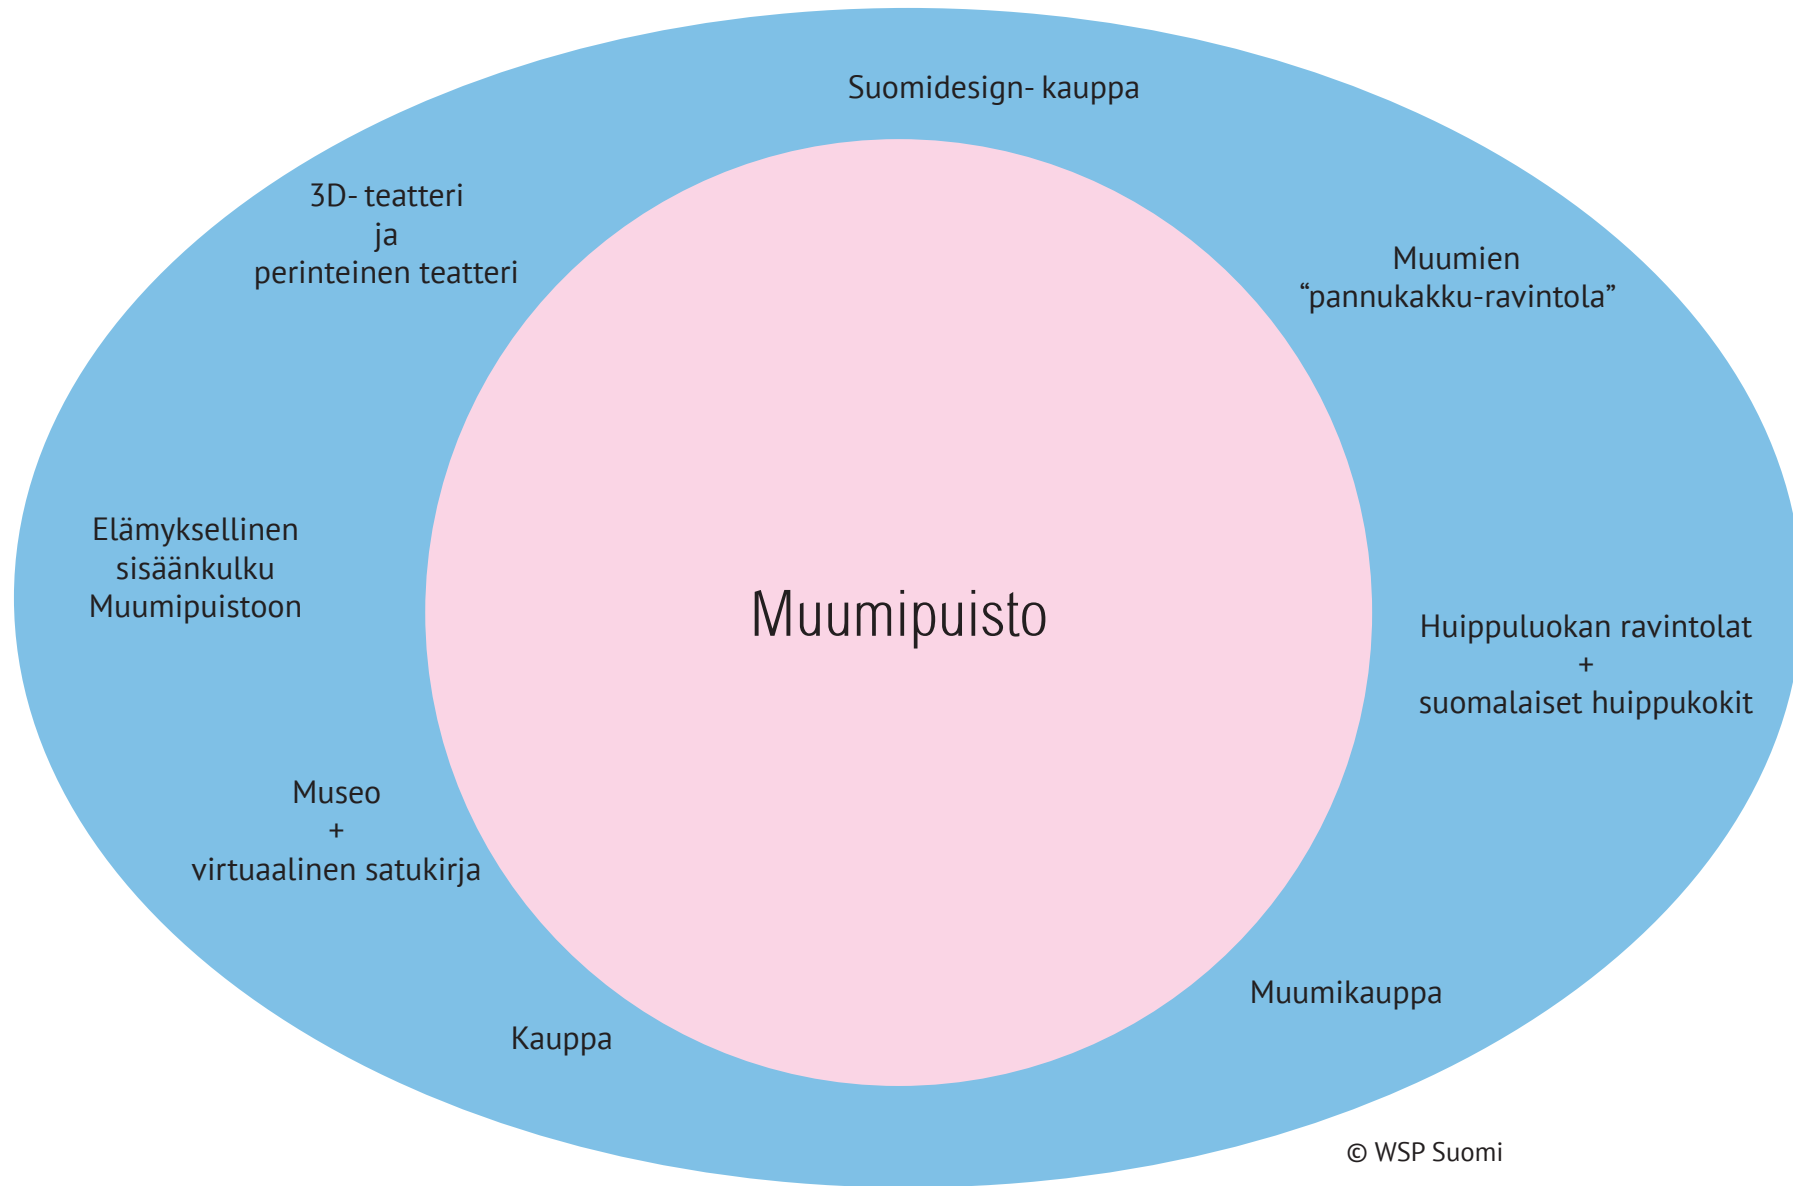 Suomidesign- kauppa
3D- teatteri
ja
perinteinen teatteri
Muumien
“pannukakku-ravintola”
Elämyksellinen
sisäänkulku
Muumipuistoon
Muumipuisto
Huippuluokan ravintolat
+
suomalaiset huippukokit
Museo
+
virtuaalinen satukirja
Muumikauppa
Kauppa
© WSP Suomi